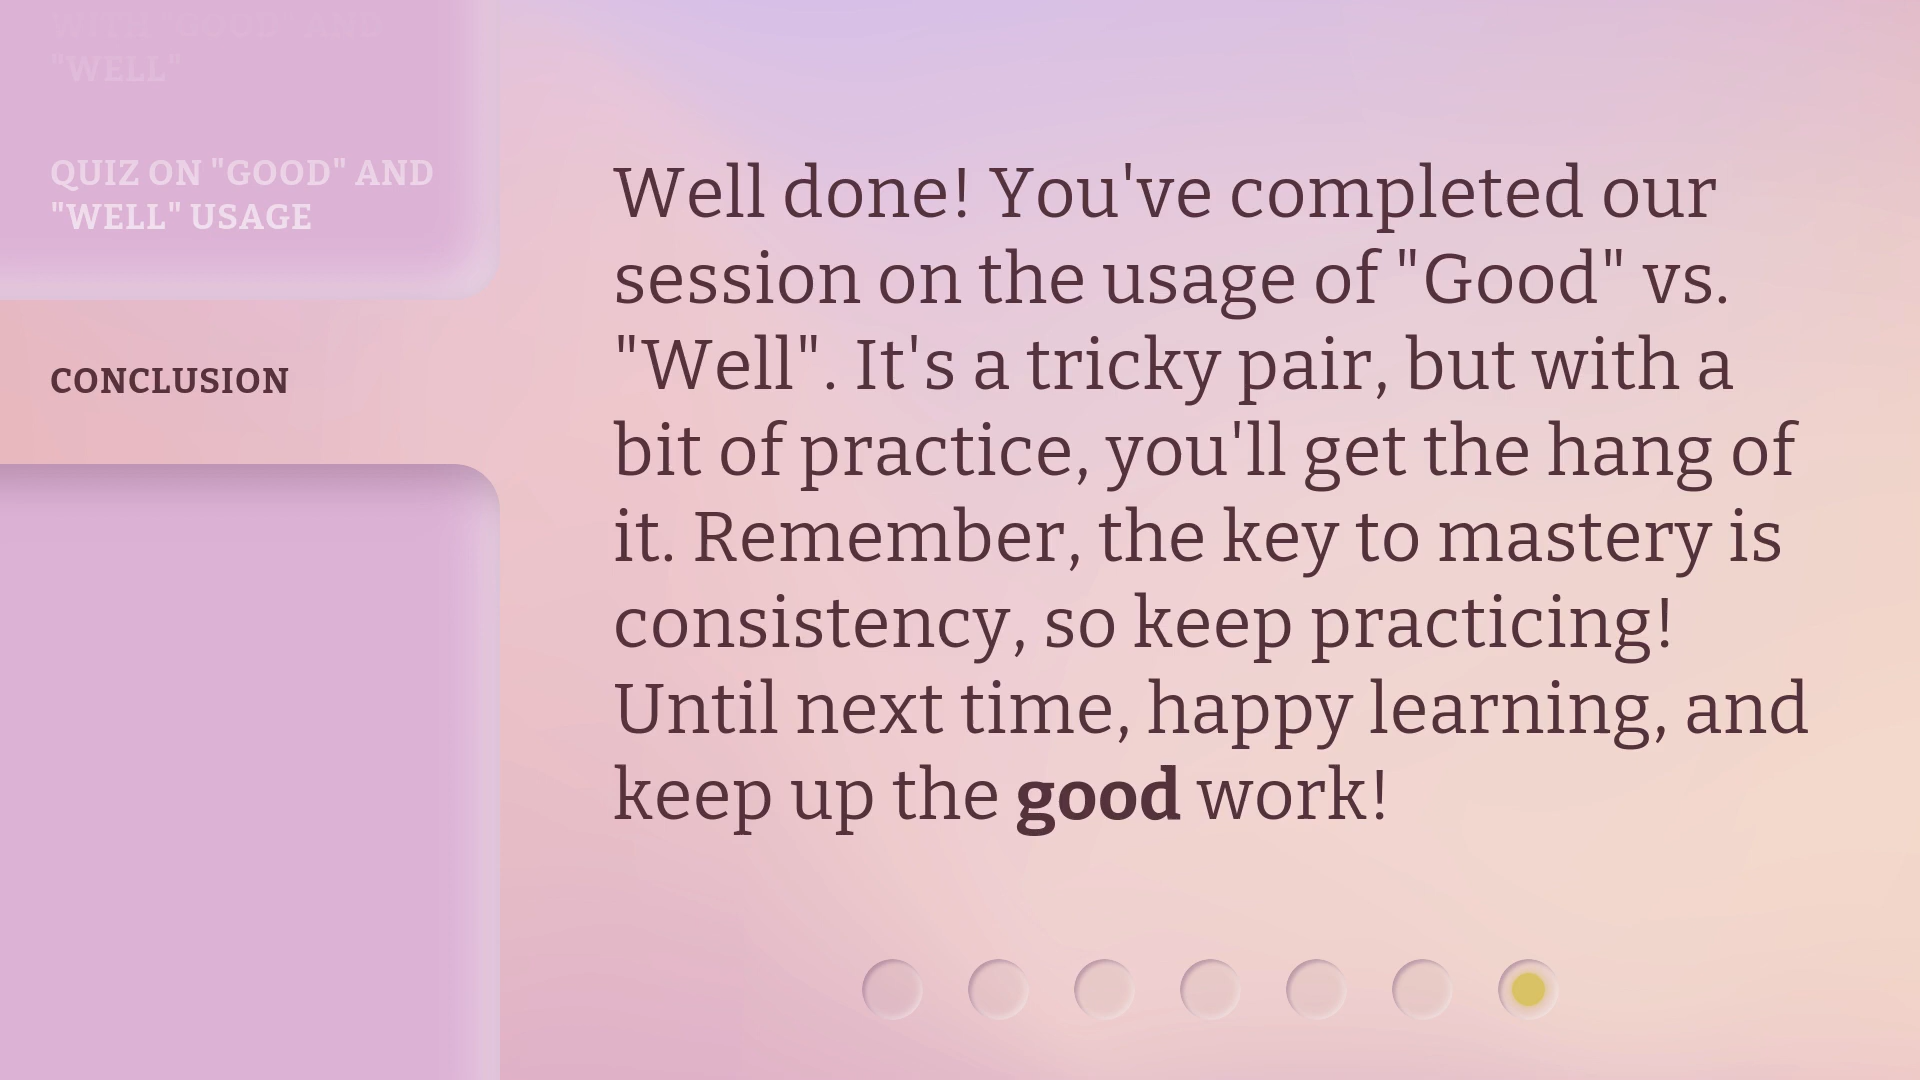 WITH "GOOD" AND
"WELL"
QUIZ ON "GOOD" AND
"WELL" USAGE
CONCLUSION
Well done! You've completed our
session on the usage of "Good" vs.
"Well". It's a tricky pair, but with a
bit of practice, you'll get the hang of
it. Remember, the key to mastery is
consistency, so keep practicing!
Until next time, happy learning, and
keep up the good work!